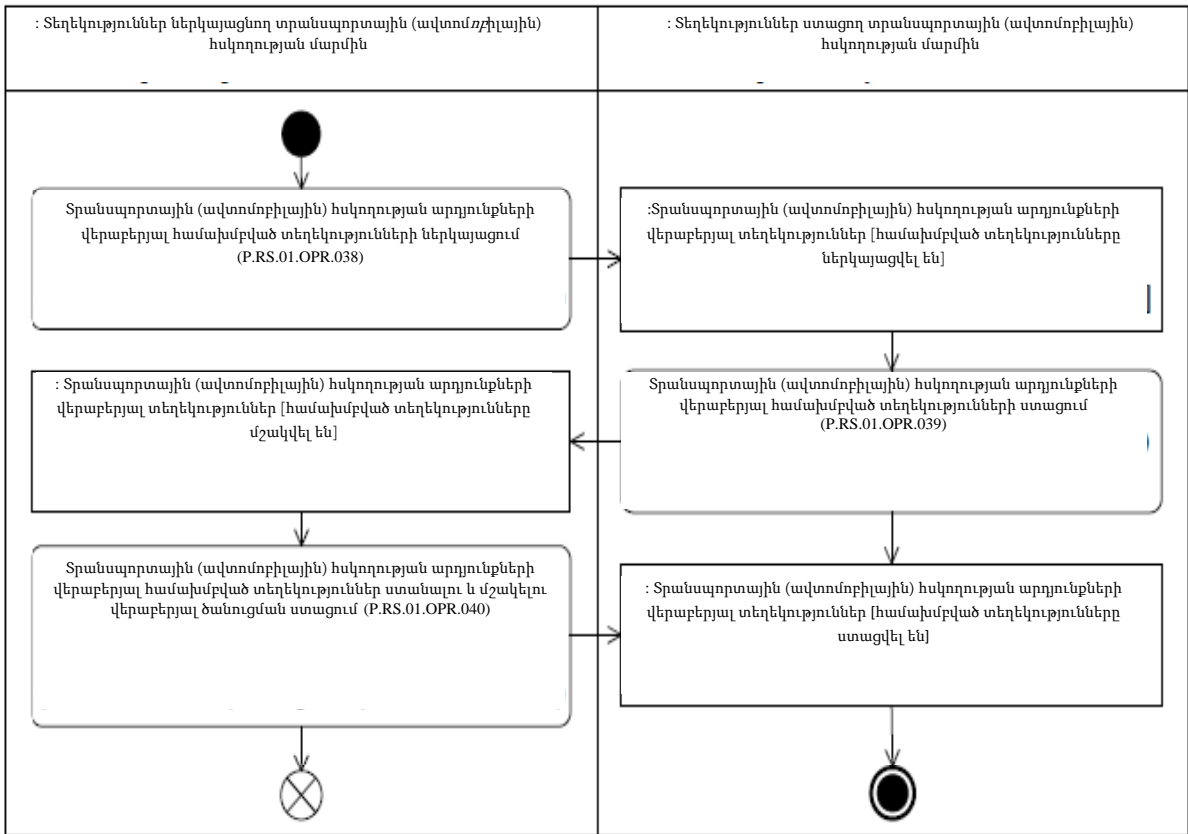 : Տեղեկություններ ներկայացնող տրանսպորտային (ավտոմոբիլային)
հսկողության մարմին
: Տեղեկություններ ստացող տրանսպորտային (ավտոմոբիլային)
հսկողության մարմին
Տրանսպորտային (ավտոմոբիլային) հսկողության արդյունքների
վերաբերյալ համախմբված տեղեկությունների ներկայացում
(P.RS.01.OPR.038)
:Տրանսպորտային (ավտոմոբիլային) հսկողության արդյունքների
վերաբերյալ տեղեկություններ [համախմբված տեղեկությունները
ներկայացվել են]
: Տրանսպորտային (ավտոմոբիլային) հսկողության արդյունքների
վերաբերյալ տեղեկություններ [համախմբված տեղեկությունները
մշակվել են]
Տրանսպորտային (ավտոմոբիլային) հսկողության արդյունքների
վերաբերյալ համախմբված տեղեկությունների ստացում
(P.RS.01.OPR.039)
Տրանսպորտային (ավտոմոբիլային) հսկողության արդյունքների
վերաբերյալ համախմբված տեղեկություններ ստանալու և մշակելու
վերաբերյալ ծանուցման ստացում (P.RS.01.OPR.040)
: Տրանսպորտային (ավտոմոբիլային) հսկողության արդյունքների
վերաբերյալ տեղեկություններ [համախմբված տեղեկությունները
ստացվել են]